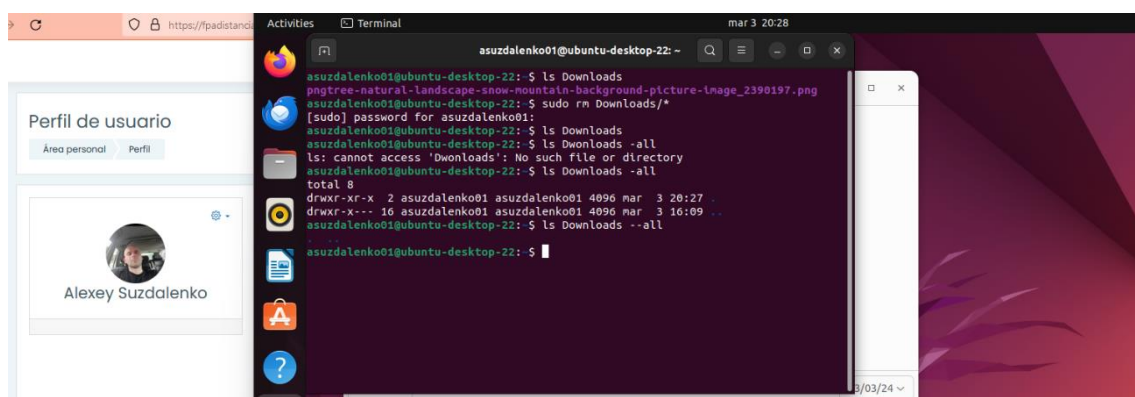 https://fpadistancia
Activities
Terminal
mar 3 20:28
asuzdalenko01@ubuntu-desktop-22: ~
asuzdalenko01@ubuntu-desktop-22:~$ ls Downloads
pngtree-natural-landscape-snow-mountain-background-picture-image_2390197.png
asuzdalenko01@ubuntu-desktop-22:~$ sudo rm Downloads/*
[sudo] password for asuzdalenko01:
asuzdalenko01@ubuntu-desktop-22:~$ ls Downloads
asuzdalenko01@ubuntu-desktop-22:~$ ls Dwonloads -all
ls: cannot access 'Dwonloads': No such file or directory
asuzdalenko01@ubuntu-desktop-22:~$ ls Downloads -all
total 8
drwxr-xr-x 2 asuzdalenko01 asuzdalenko01 4096 mar 3 20:27 .
drwxr-x--- 16 asuzdalenko01 asuzdalenko01 4096 mar 3 16:09 ..
asuzdalenko01@ubuntu-desktop-22:~$ ls Downloads --all
. ..
asuzdalenko01@ubuntu-desktop-22:~$
Perfil de usuario
Área personal
Perfil
Alexey Suzdalenko
3/03/24